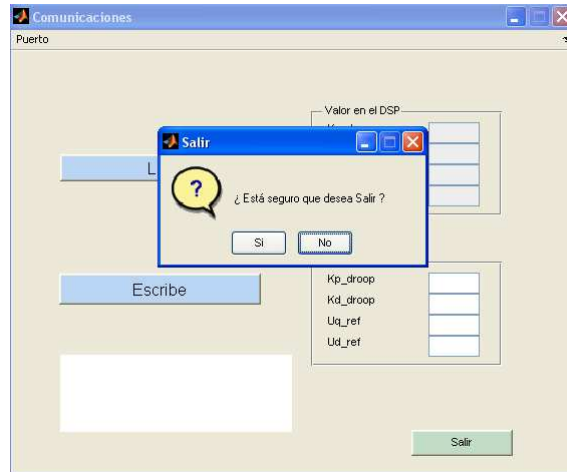 Comunicaciones
Puerto
Valor en el DSP
Salir
¿ Está seguro que desea Salir ?
Si
No
L
Escribe
Kp_droop
Kd_droop
Uq_ref
Ud_ref
Salir